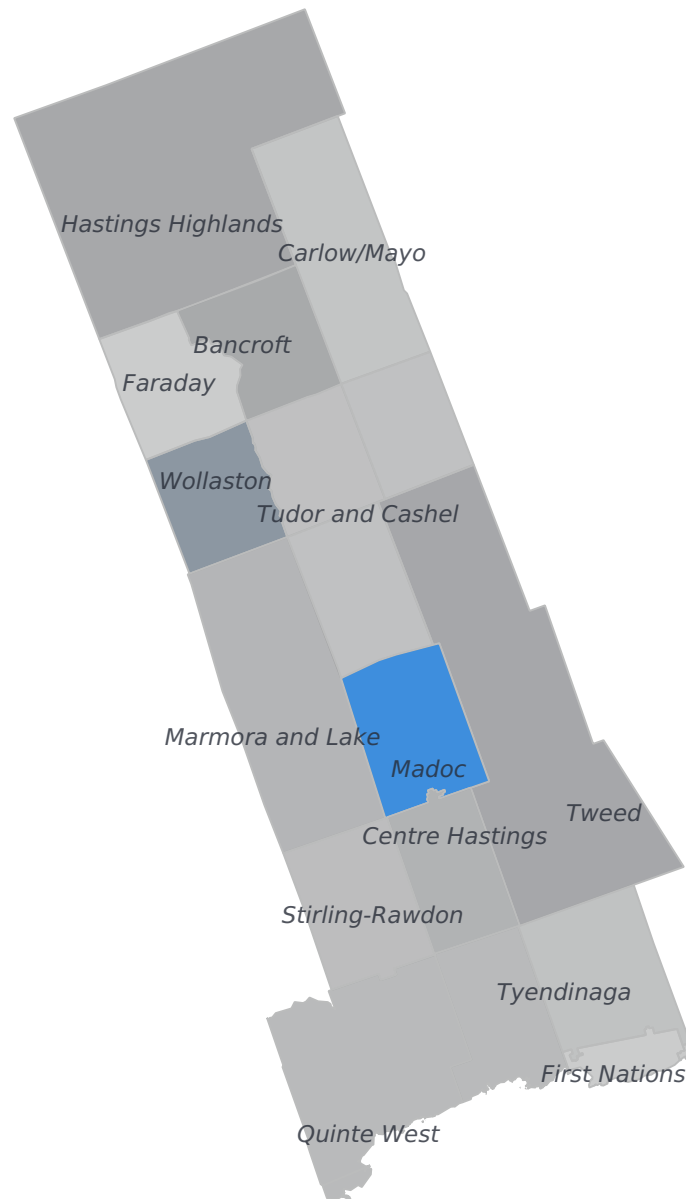 Hastings Highlands
Carlow/Mayo
Bancroft
Faraday
Wollaston
Tudor and Cashel
Marmora and Lake
Madoc
Tweed
Centre Hastings
Stirling-Rawdon
Tyendinaga
First Nations
Quinte West